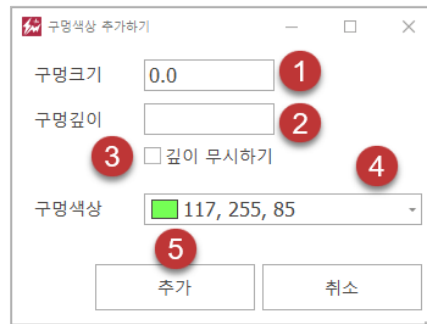 구멍색상 추가하기
구멍크기 0.0 1
구멍깊이 2
3 깊이 무시하기
4
구멍색상 117, 255, 85
5
추가 취소